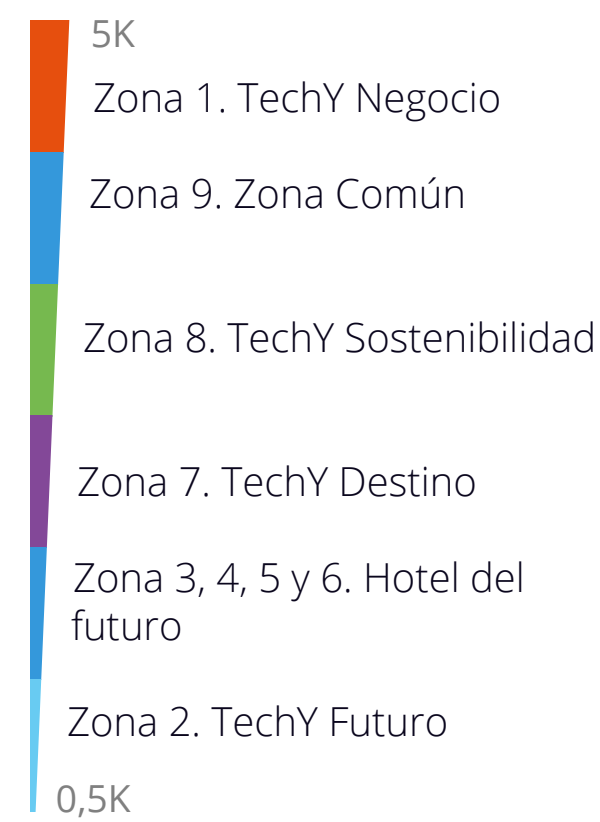 5K
Zona 1. TechY Negocio
Zona 9. Zona Común
Zona 8. TechY Sostenibilidad
Zona 7. TechY Destino
Zona 3, 4, 5 y 6. Hotel del
futuro
Zona 2. TechY Futuro
0,5K